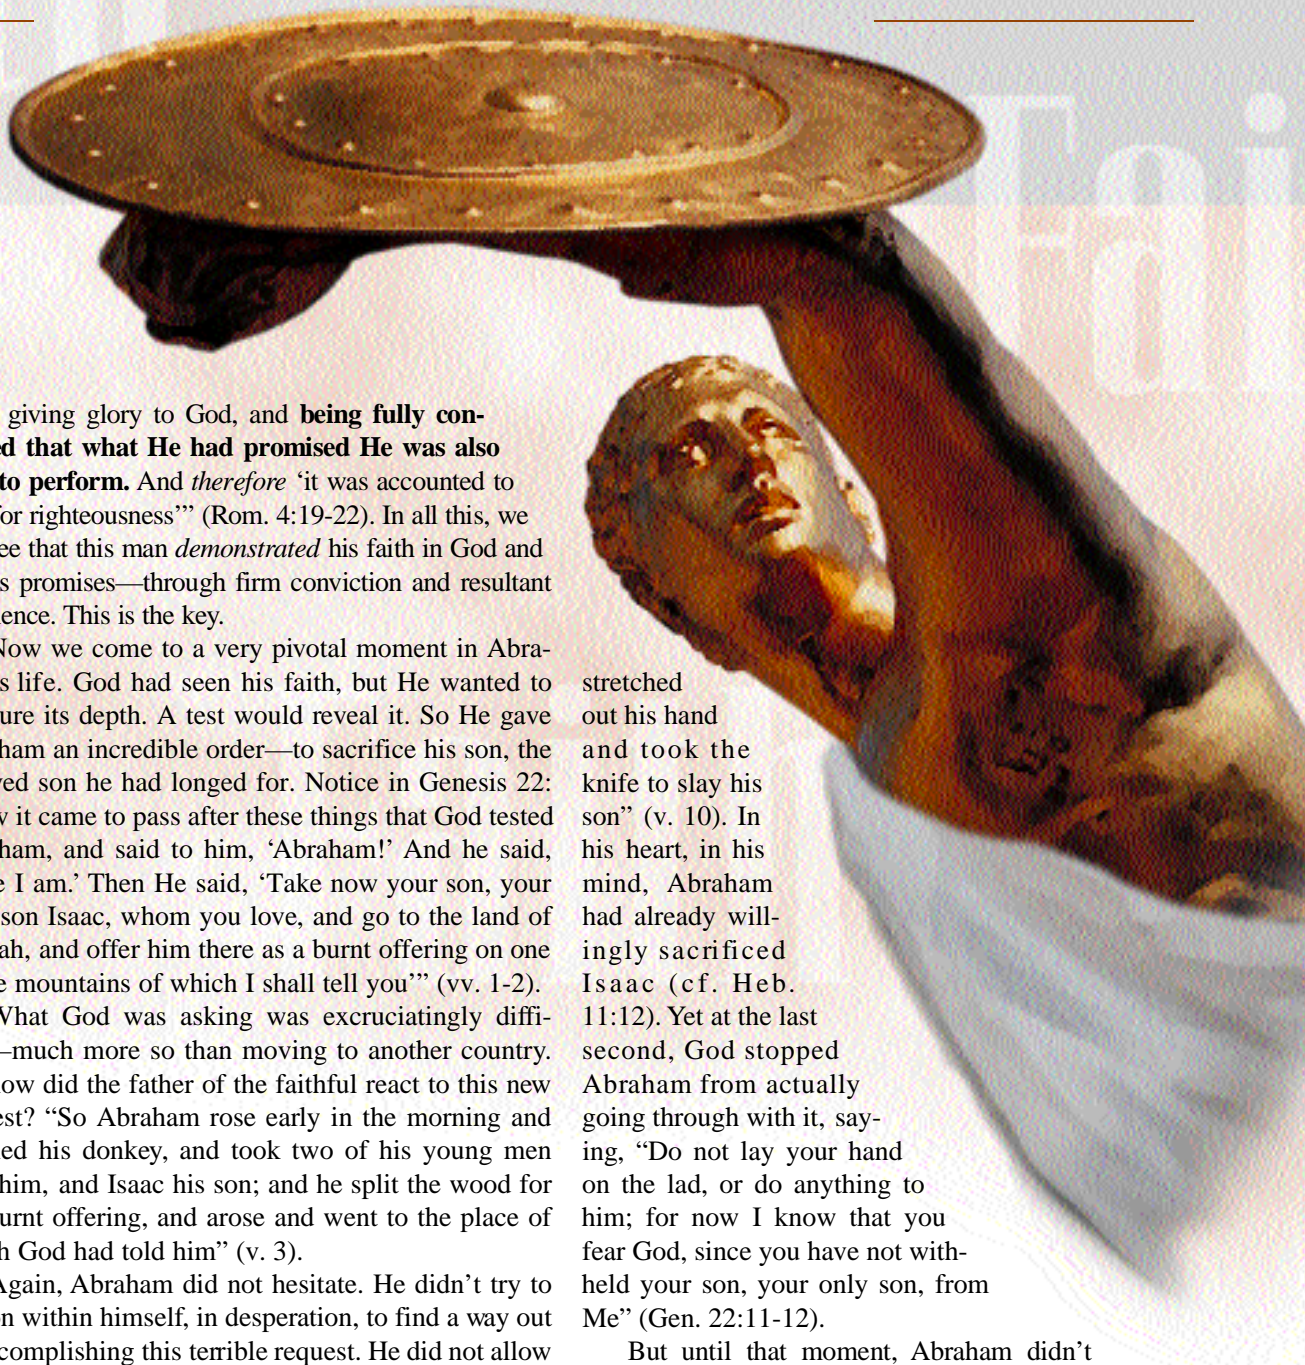 Fai
giving glory to God, and being fully con-
ed that what He had promised He was also
to perform. And therefore ‘it was accounted to
for righteousness’” (Rom. 4:19-22). In all this, we
ee that this man demonstrated his faith in God and
s promises—through firm conviction and resultant
ience. This is the key.
Now we come to a very pivotal moment in Abra-
s life. God had seen his faith, but He wanted to
ure its depth. A test would reveal it. So He gave
ham an incredible order—to sacrifice his son, the
ved son he had longed for. Notice in Genesis 22:
w it came to pass after these things that God tested
ham, and said to him, ‘Abraham!’ And he said,
e I am.’ Then He said, ‘Take now your son, your
son Isaac, whom you love, and go to the land of
ah, and offer him there as a burnt offering on one
e mountains of which I shall tell you’” (vv. 1-2).
What God was asking was excruciatingly diffi-
—much more so than moving to another country.
how did the father of the faithful react to this new
est? “So Abraham rose early in the morning and
led his donkey, and took two of his young men
him, and Isaac his son; and he split the wood for
urnt offering, and arose and went to the place of
h God had told him” (v. 3).
Again, Abraham did not hesitate. He didn’t try to
n within himself, in desperation, to find a way out
complishing this terrible request. He did not allow
stretched
out his hand
and took the
knife to slay his
son” (v. 10). In
his heart, in his
mind, Abraham
had already will-
ingly sacrificed
Isaac (cf. Heb.
11:12). Yet at the last
second, God stopped
Abraham from actually
going through with it, say-
ing, “Do not lay your hand
on the lad, or do anything to
him; for now I know that you
fear God, since you have not with-
held your son, your only son, from
Me” (Gen. 22:11-12).
But until that moment, Abraham didn’t